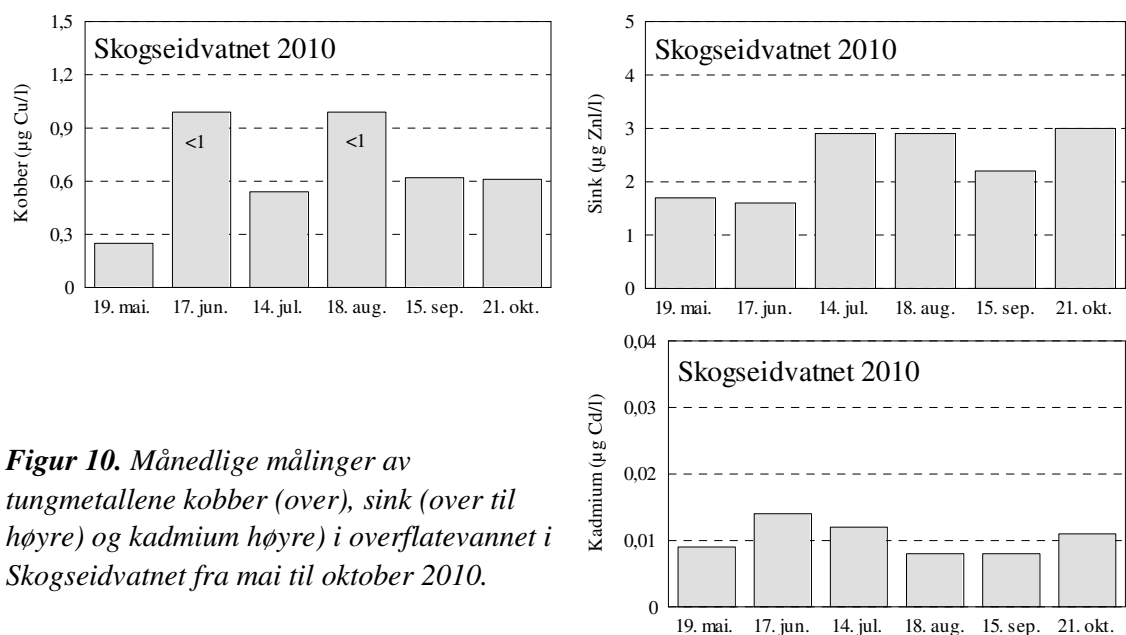 Skogseidvatnet 2010
Kobber (µg Cu/l)
1,5
1,2
0,9
0,6
0,3
0
<1
<1
19. mai. 17. jun. 14. jul. 18. aug. 15. sep. 21. okt.
Skogseidvatnet 2010
Sink (µg Znl/l)
5
4
3
2
1
0
19. mai. 17. jun. 14. jul. 18. aug. 15. sep. 21. okt.
Skogseidvatnet 2010
Kadmium (µg Cd/l)
0,04
0,03
0,02
0,01
0
19. mai. 17. jun. 14. jul. 18. aug. 15. sep. 21. okt.
Figur 10. Månedlige målinger av
tungmetallene kobber (over), sink (over til
høyre) og kadmium høyre) i overflatevannet i
Skogseidvatnet fra mai til oktober 2010.